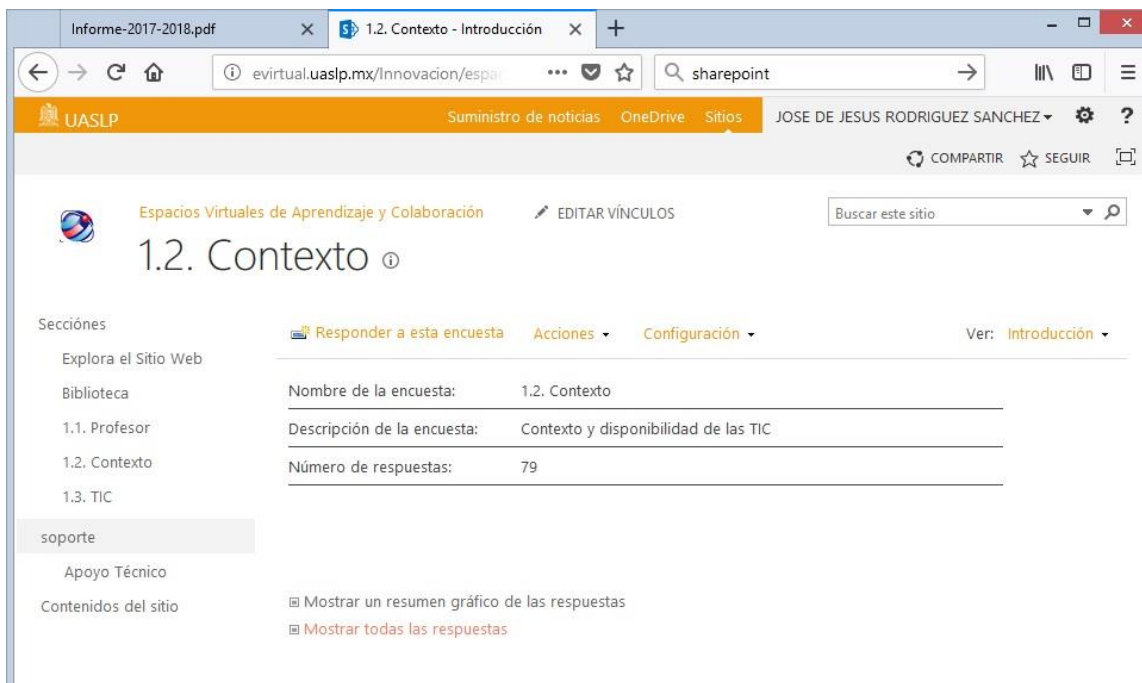 Informe-2017-2018.pdf
1.2. Contexto - Introducción
evirtual.uaslp.mx/Innovacion/espa
sharepoint
UASLP
Suministro de noticias OneDrive Sitios JOSE DE JESUS RODRIGUEZ SANCHEZ
COMPARTIR SEGUIR
Espacios Virtuales de Aprendizaje y Colaboración EDITAR VÍNCULOS Buscar este sitio
1.2. Contexto
Secciónes
Explora el Sitio Web
Biblioteca
1.1. Profesor
1.2. Contexto
1.3. TIC
soporte
Apoyo Técnico
Contenidos del sitio
Responder a esta encuesta Acciones Configuración Ver: Introducción
Nombre de la encuesta: 1.2. Contexto
Descripción de la encuesta: Contexto y disponibilidad de las TIC
Número de respuestas: 79
Mostrar un resumen gráfico de las respuestas
Mostrar todas las respuestas